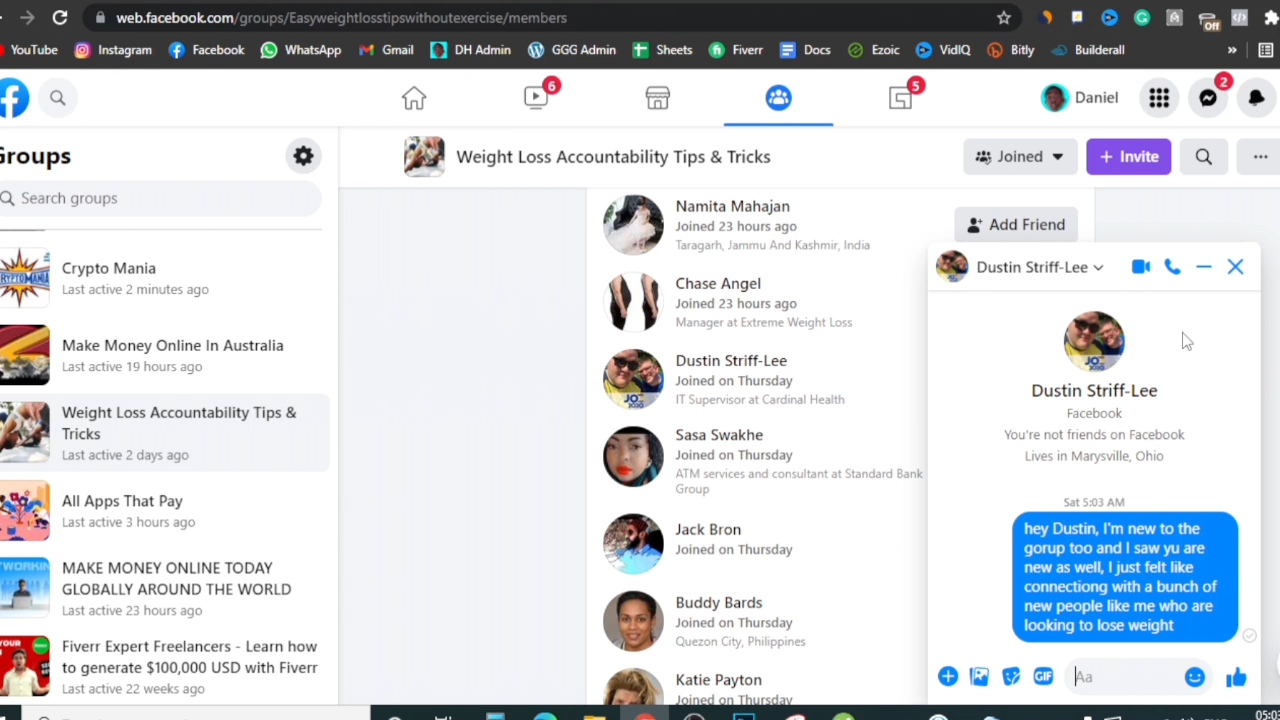 web.facebook.com/groups/Easyweightlosstipswithoutexercise/members
Off
YouTube Instagram Facebook WhatsApp Gmail DH Admin GGG Admin Sheets Fiverr Docs Ezoic VidIQ Bitly Builderall »
6
5
Daniel
2
Groups
Search groups
Crypto Mania
Last active 2 minutes ago
Make Money Online In Australia
Last active 19 hours ago
Weight Loss Accountability Tips &
Tricks
Last active 2 days ago
All Apps That Pay
Last active 3 hours ago
MAKE MONEY ONLINE TODAY
GLOBALLY AROUND THE WORLD
Last active 23 hours ago
Fiverr Expert Freelancers - Learn how
to generate $100,000 USD with Fiverr
Last active 22 weeks ago
Weight Loss Accountability Tips & Tricks
Joined
+ Invite
Namita Mahajan
Joined 23 hours ago
Taragarh, Jammu And Kashmir, India
Add Friend
Chase Angel
Joined 23 hours ago
Manager at Extreme Weight Loss
Dustin Striff-Lee
Joined on Thursday
IT Supervisor at Cardinal Health
Sasa Swakhe
Joined on Thursday
ATM services and consultant at Standard Bank
Group
Jack Bron
Joined on Thursday
Buddy Bards
Joined on Thursday
Quezon City, Philippines
Katie Payton
Joined on Thursday
Dustin Striff-Lee
Dustin Striff-Lee
Facebook
You're not friends on Facebook
Lives in Marysville, Ohio
Sat 5:03 AM
hey Dustin, I'm new to the
gorup too and I saw yu are
new as well, I just felt like
connectiong with a bunch of
new people like me who are
looking to lose weight
GIF
Aa